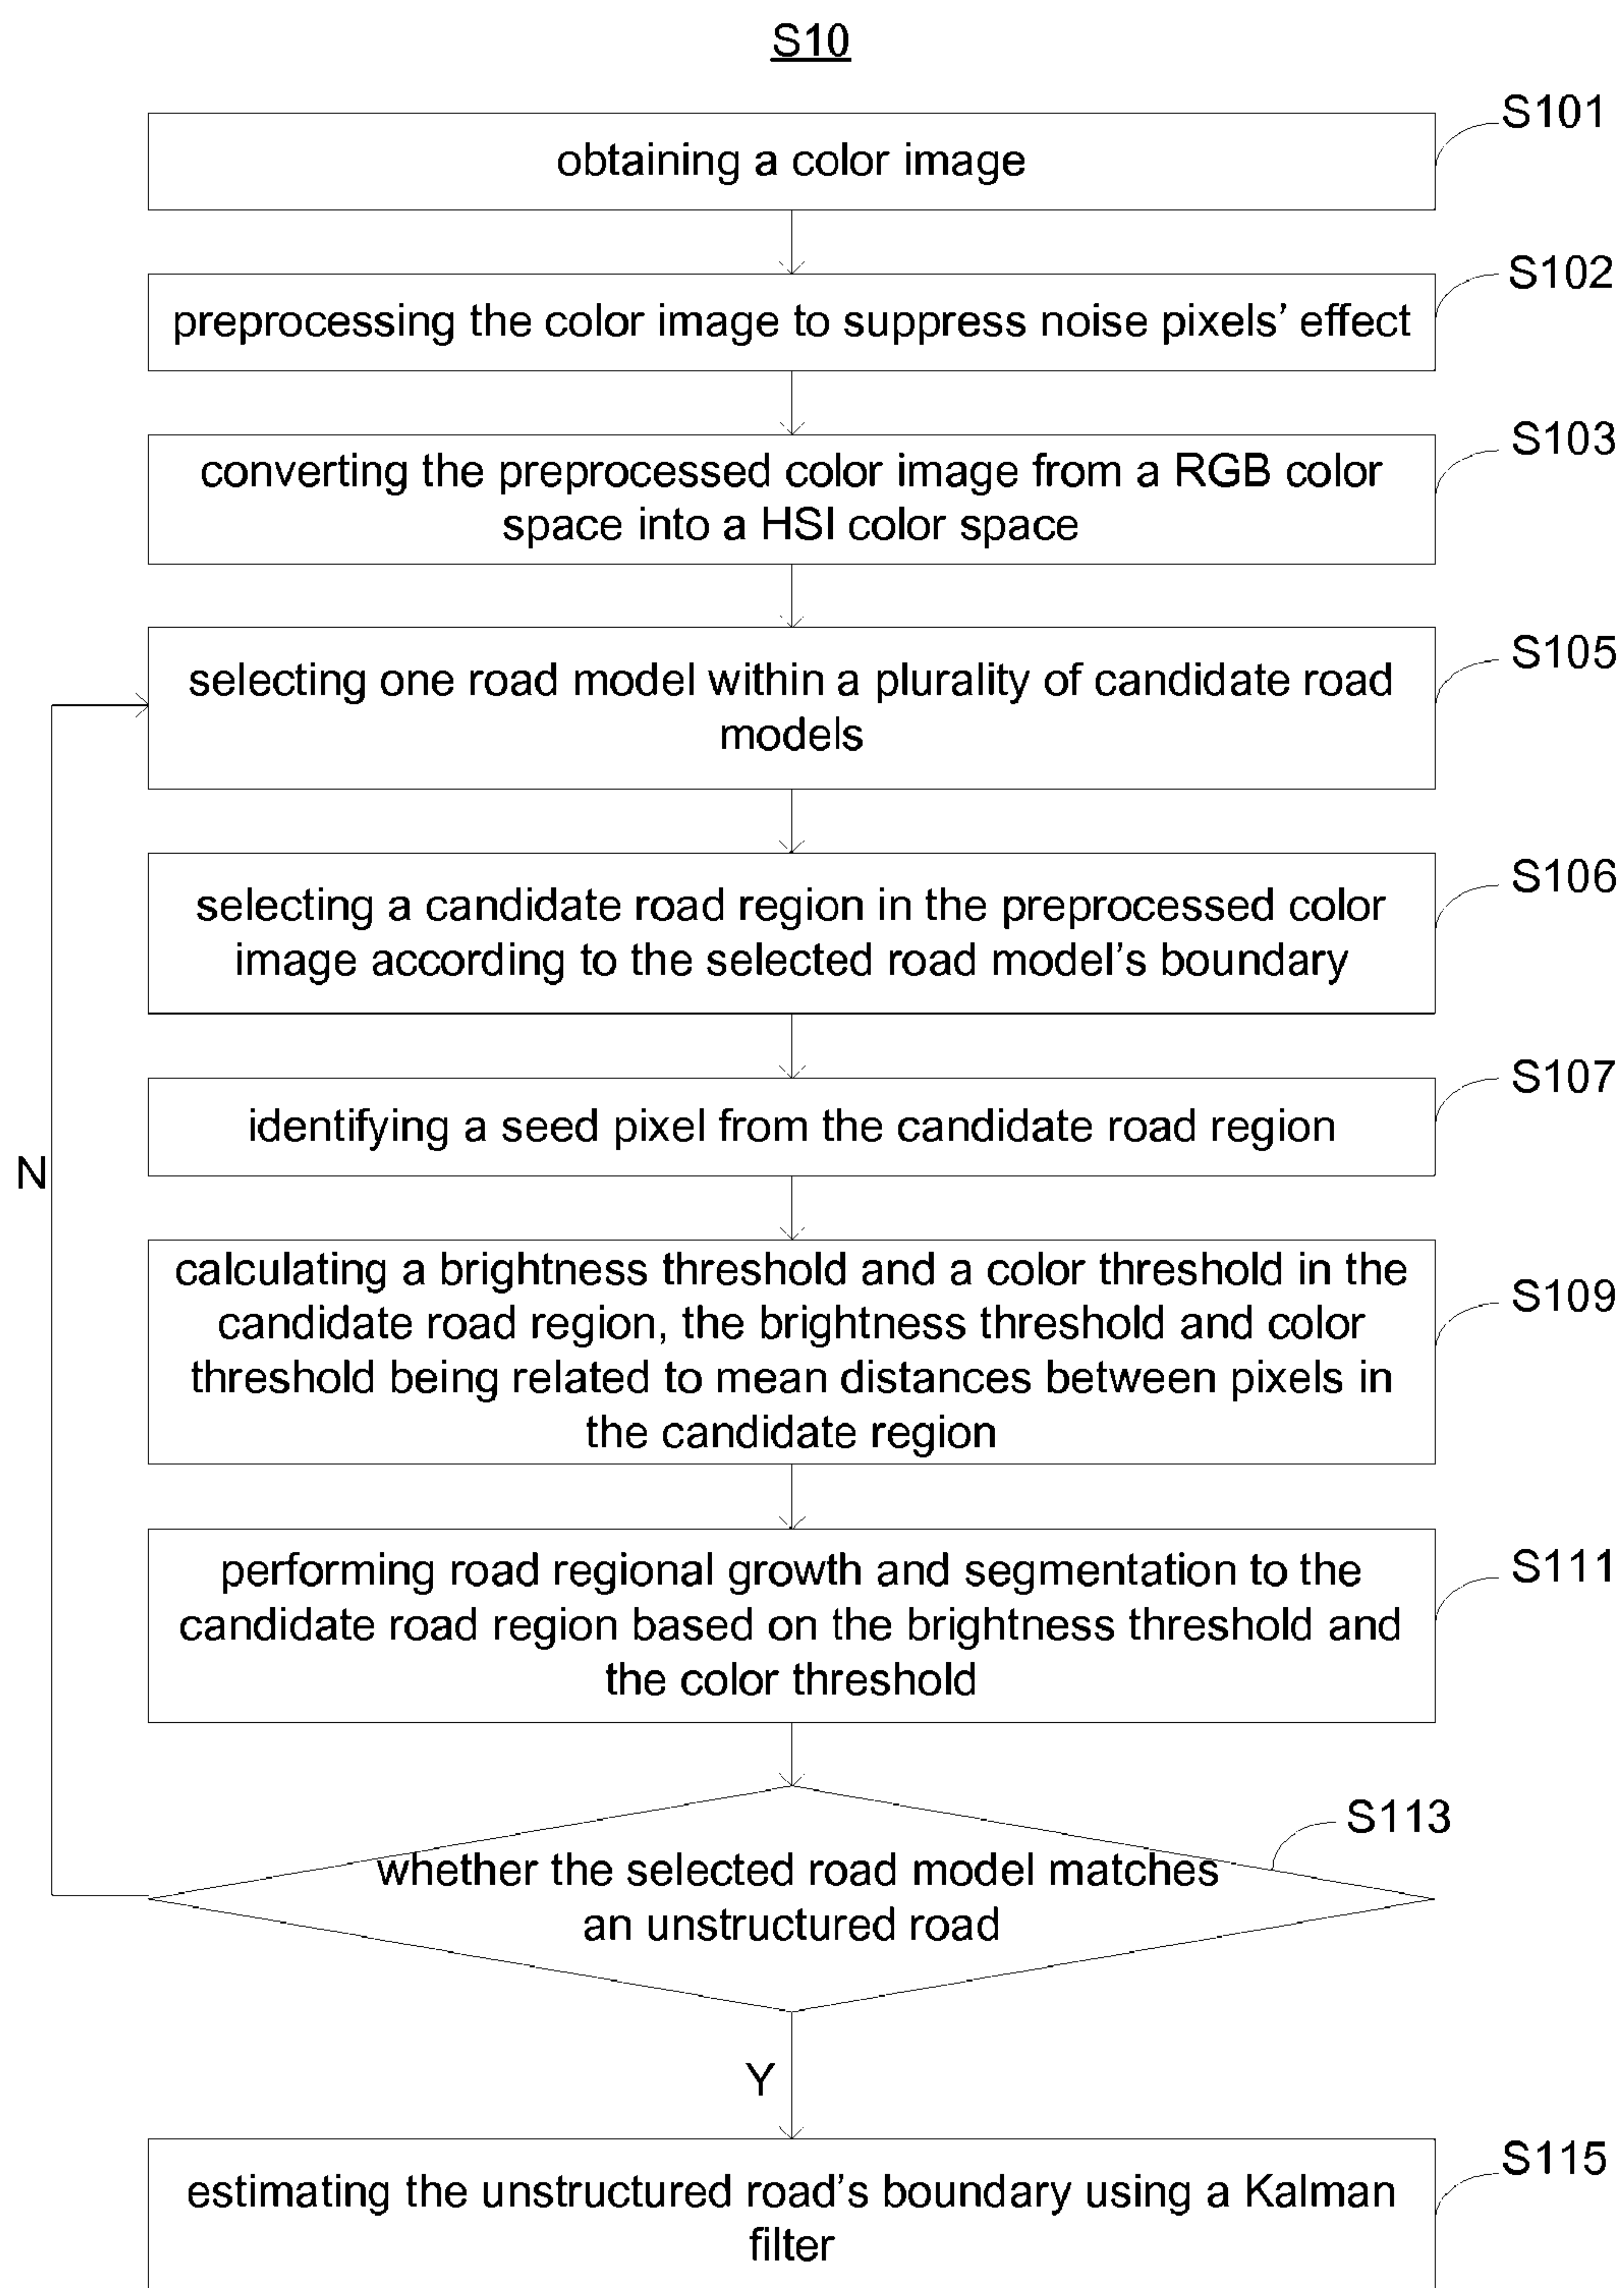 S10
S101
obtaining a color image
S102
preprocessing the color image to suppress noise pixels’ effect
S103
converting the preprocessed color image from a RGB color
space into a HSI color space
S105
selecting one road model within a plurality of candidate road
models
S106
selecting a candidate road region in the preprocessed color
image according to the selected road model’s boundary
S107
identifying a seed pixel from the candidate road region
N
S109
calculating a brightness threshold and a color threshold in the
candidate road region, the brightness threshold and color
threshold being related to mean distances between pixels in
the candidate region
S111
performing road regional growth and segmentation to the
candidate road region based on the brightness threshold and
the color threshold
S113
whether the selected road model matches
an unstructured road
Y
S115
estimating the unstructured road’s boundary using a Kalman
filter